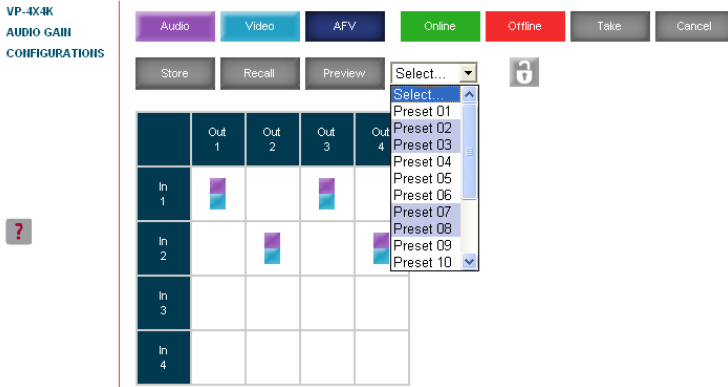 VP-4X4K
AUDIO GAIN
CONFIGURATIONS
Audio Video AFV Online Offline Take Cancel
Store Recall Preview Select...
Select...
Preset 01
Preset 02
Preset 03
Preset 04
Preset 05
Preset 06
Preset 07
Preset 08
Preset 09
Preset 10
Out 1 Out 2 Out 3 Out 4
In 1
In 2
In 3
In 4
?